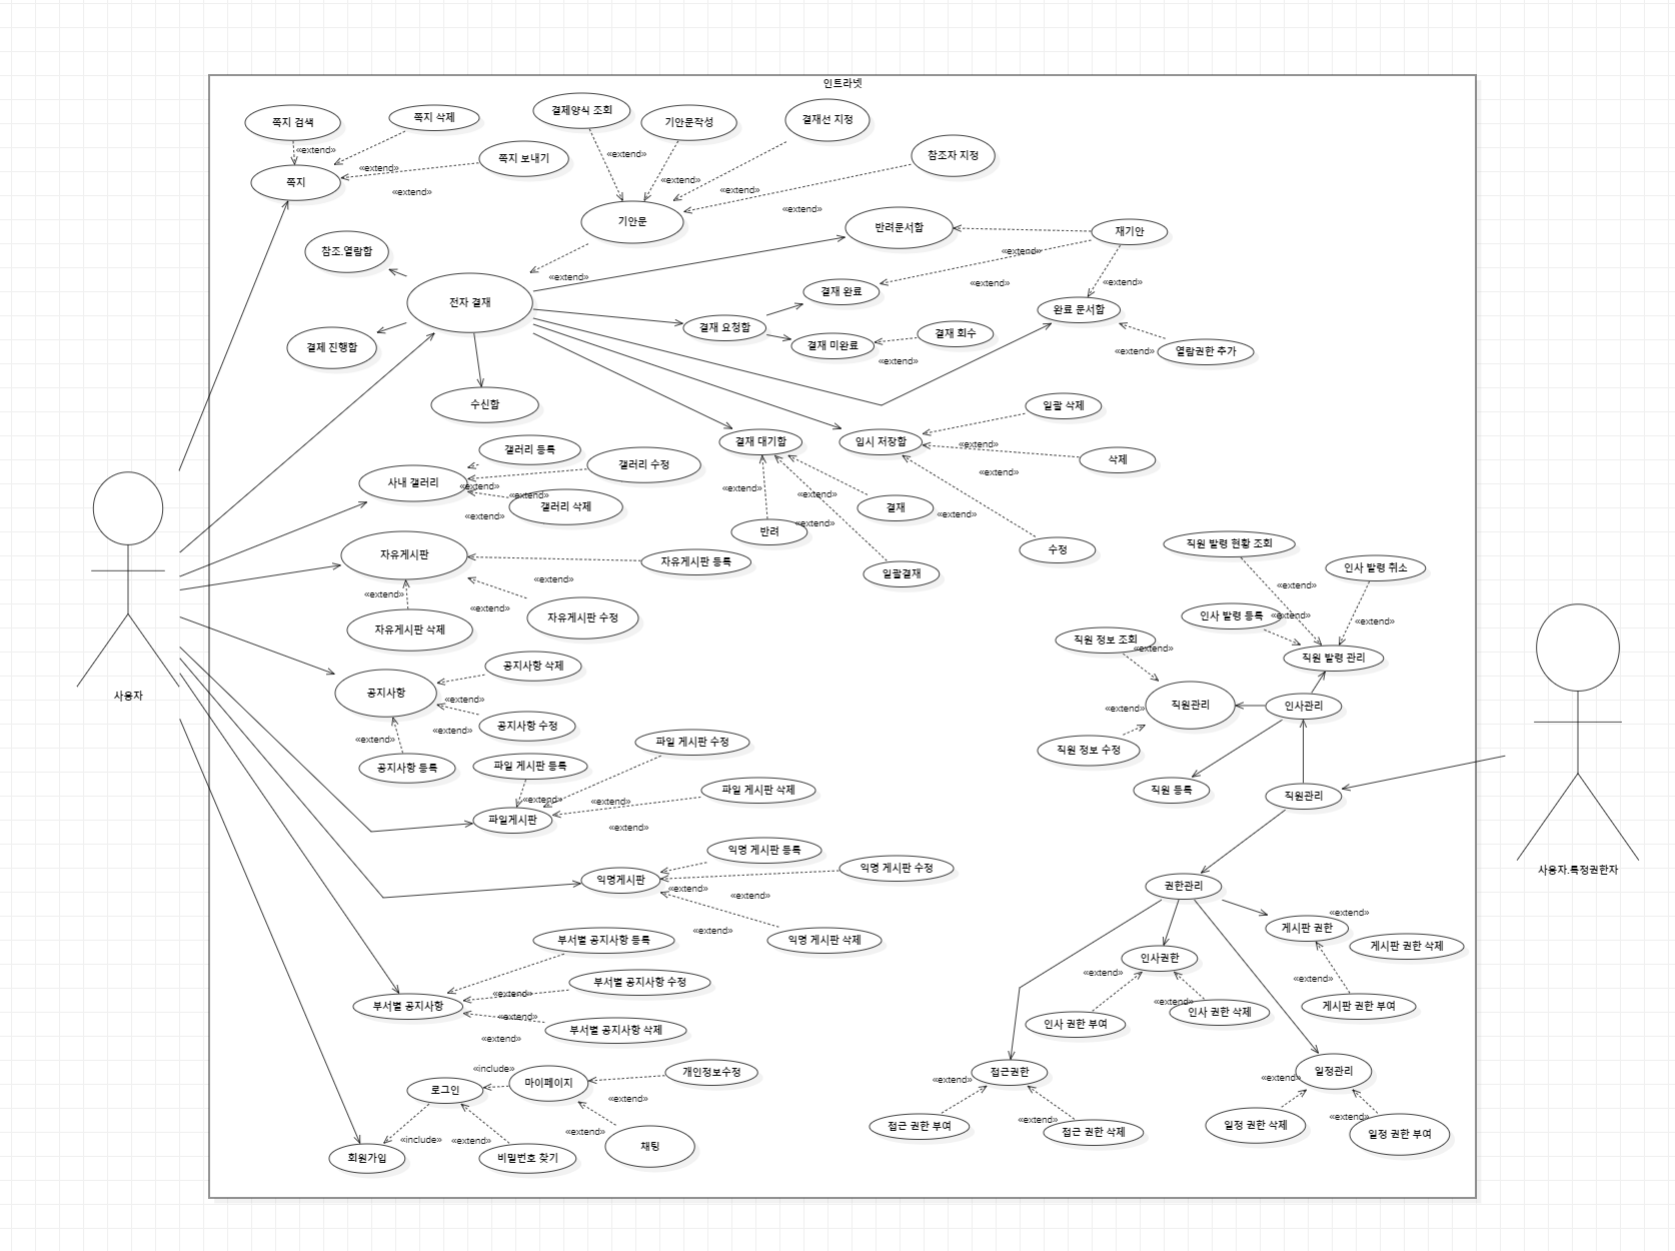 인트라넷
쪽지 검색
쪽지 삭제
결제양식 조회
기안문작성
결재선 지정
참조자 지정
«extend»
«extend»
쪽지 보내기
«extend»
쪽지
«extend»
«extend»
«extend»
«extend»
기안문
반려문서함
재기안
참조.열람함
«extend»
«extend»
전자 결재
결재 완료
«extend»
«extend»
완료 문서함
결재 요청함
결재 회수
결제 진행함
결재 미완료
«extend»
«extend»
열람권한 추가
수신함
일괄 삭제
결재 대기함
임시 저장함
«extend»
삭제
갤러리 등록
갤러리 수정
사내 갤러리
«extend»
«extend»
갤러리 삭제
«extend»
«extend»
«extend»
«extend»
결재
«extend»
«extend»
반려
수정
자유게시판
자유게시판 등록
일괄결재
직원 발령 현황 조회
인사 발령 취소
«extend»
«extend»
«extend»
자유게시판 삭제
자유게시판 수정
«extend»
인사 발령 등록
«extend»
«extend»
직원 정보 조회
«extend»
직원 발령 관리
공지사항 삭제
공지사항
«extend»
공지사항 수정
«extend»
«extend»
공지사항 등록
사용자
직원관리
인사관리
«extend»
직원 정보 수정
직원 등록
직원관리
파일 게시판 수정
파일 게시판 등록
파일 게시판 삭제
«extend»
«extend»
파일게시판
«extend»
익명 게시판 등록
익명 게시판 수정
익명게시판
«extend»
«extend»
«extend»
익명 게시판 삭제
사용자.특정권한자
권한관리
«extend»
게시판 권한
게시판 권한 삭제
인사권한
«extend»
«extend»
게시판 권한 부여
«extend»
인사 권한 부여
인사 권한 삭제
부서별 공지사항 등록
부서별 공지사항 수정
«extend»
부서별 공지사항
«extend»
부서별 공지사항 삭제
«extend»
«include»
로그인
마이페이지
개인정보수정
«extend»
«include»
«extend»
«extend»
채팅
회원가입
비밀번호 찾기
접근권한
«extend»
접근 권한 부여
«extend»
접근 권한 삭제
일정관리
«extend»
일정 권한 삭제
«extend»
일정 권한 부여